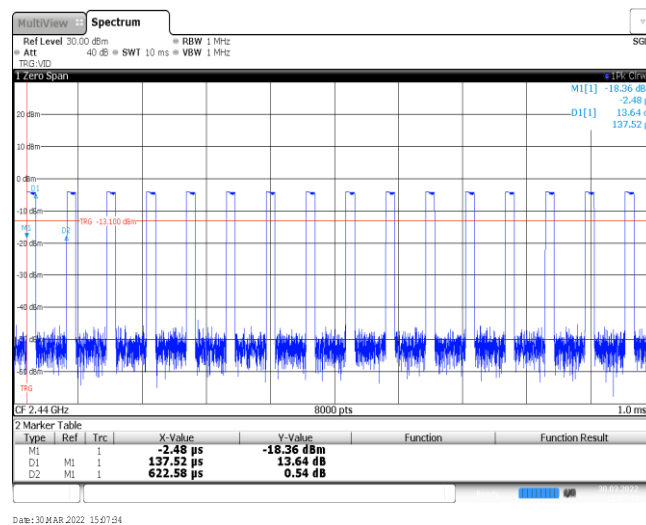 MultiView Spectrum
Ref Level 30.00 dBm RBW 1 MHz SGL
Att 40 dB SWT 10 ms VBW 1 MHz
TRG:VID
1 Zero Span 1Pk Clrw
M1[1] -18.36 dB
-2.48
D1[1] 13.64 d
137.52 µs
20 dBm
10 dBm
0 dBm
D1
-10 dBm
TRG -13.100 dBm
M1 D2
-20 dBm
-30 dBm
-40 dBm
-50 dBm
TRG
CF 2.44 GHz 8000 pts 1.0 ms
2 Marker Table
Type Ref Trc X-Value Y-Value Function Function Result
M1 1 -2.48 µs -18.36 dBm
D1 M1 1 137.52 µs 13.64 dB
D2 M1 1 622.58 µs 0.54 dB
Date: 30.MAR.2022 15:07:34